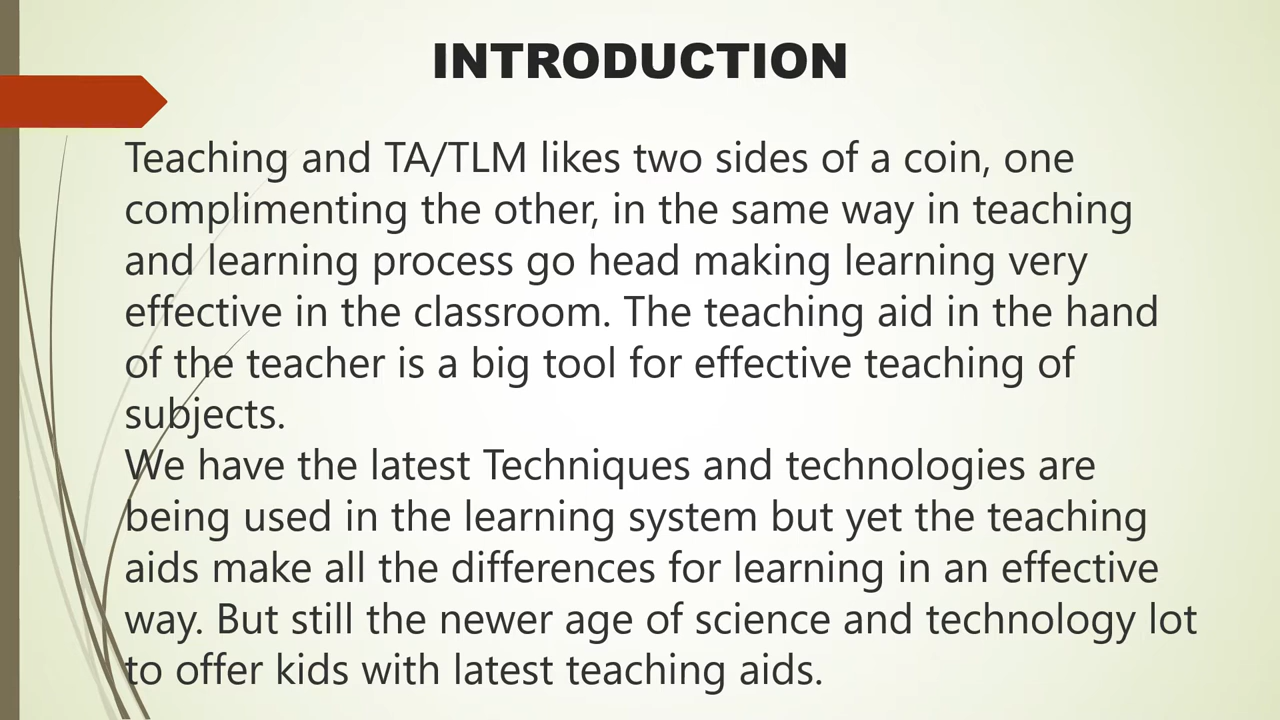 INTRODUCTION
Teaching and TA/TLM likes two sides of a coin, one
complimenting the other, in the same way in teaching
and learning process go head making learning very
effective in the classroom. The teaching aid in the hand
of the teacher is a big tool for effective teaching of
subjects.
We have the latest Techniques and technologies are
being used in the learning system but yet the teaching
aids make all the differences for learning in an effective
way. But still the newer age of science and technology lot
to offer kids with latest teaching aids.